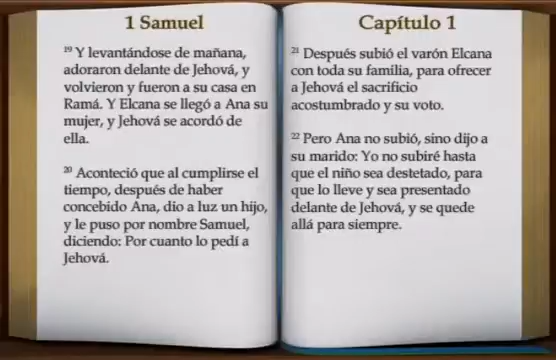 1 Samuel
¹⁹ Y levantándose de mañana,
adoraron delante de Jehová, y
volvieron y fueron a su casa en
Ramá. Y Elcana se llegó a Ana su
mujer, y Jehová se acordó de
ella.
²⁰ Aconteció que al cumplirse el
tiempo, después de haber
concebido Ana, dio a luz un hijo,
y le puso por nombre Samuel,
diciendo: Por cuanto lo pedí a
Jehová.
Capítulo 1
²¹ Después subió el varón Elcana
con toda su familia, para ofrecer
a Jehová el sacrificio
acostumbrado y su voto.
²² Pero Ana no subió, sino dijo a
su marido: Yo no subiré hasta
que el niño sea destetado, para
que lo lleve y sea presentado
delante de Jehová, y se quede
allá para siempre.